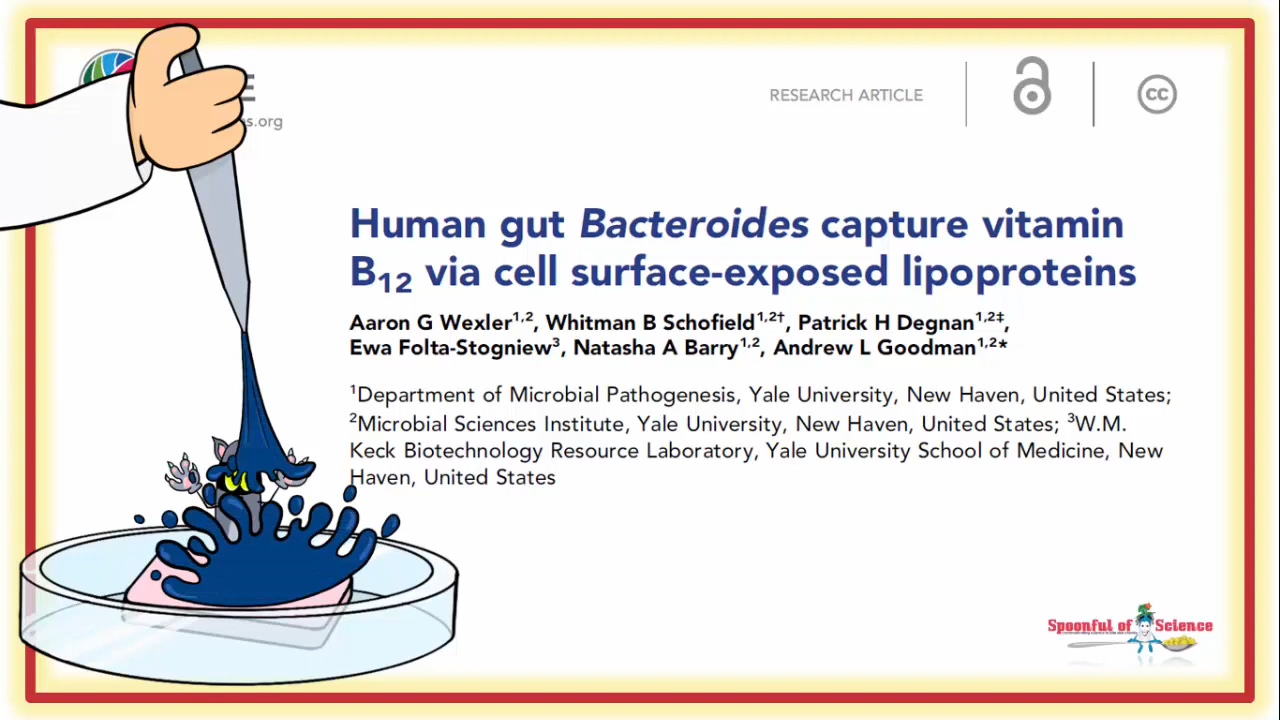 s.org
RESEARCH ARTICLE
cc
Human gut Bacteroides capture vitamin
B12 via cell surface-exposed lipoproteins
Aaron G Wexler1,2, Whitman B Schofield1,2†, Patrick H Degnan1,2‡,
Ewa Folta-Stogniew3, Natasha A Barry1,2, Andrew L Goodman1,2*
1Department of Microbial Pathogenesis, Yale University, New Haven, United States;
2Microbial Sciences Institute, Yale University, New Haven, United States; 3W.M.
Keck Biotechnology Resource Laboratory, Yale University School of Medicine, New
Haven, United States
Spoonful of Science